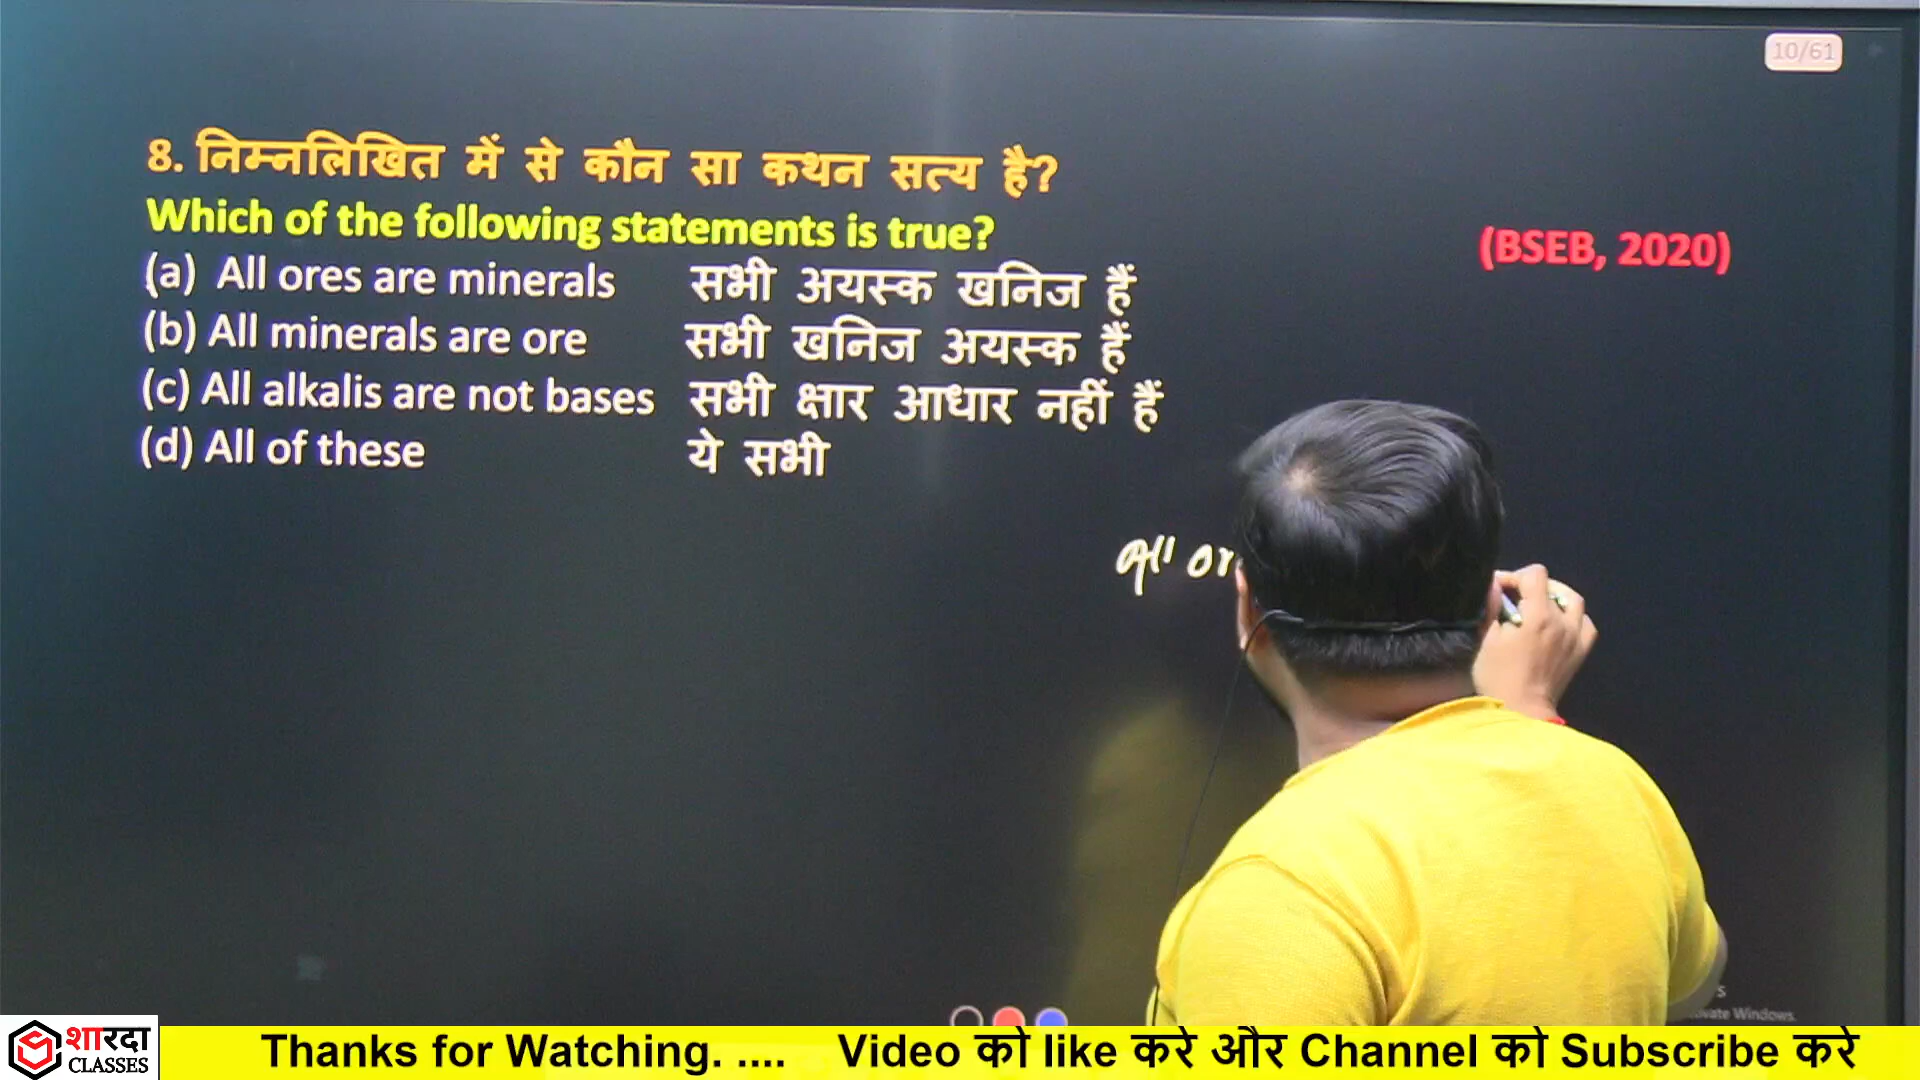 10/61
8. निम्नलिखित में से कौन सा कथन सत्य है?
Which of the following statements is true?
(BSEB, 2020)
(a) All ores are minerals सभी अयस्क खनिज हैं
(b) All minerals are ore सभी खनिज अयस्क हैं
(c) All alkalis are not bases सभी क्षार आधार नहीं हैं
(d) All of these ये सभी
All or
Windows.
शारदा
CLASSES
Thanks for Watching. .... Video को like करे और Channel को Subscribe करे